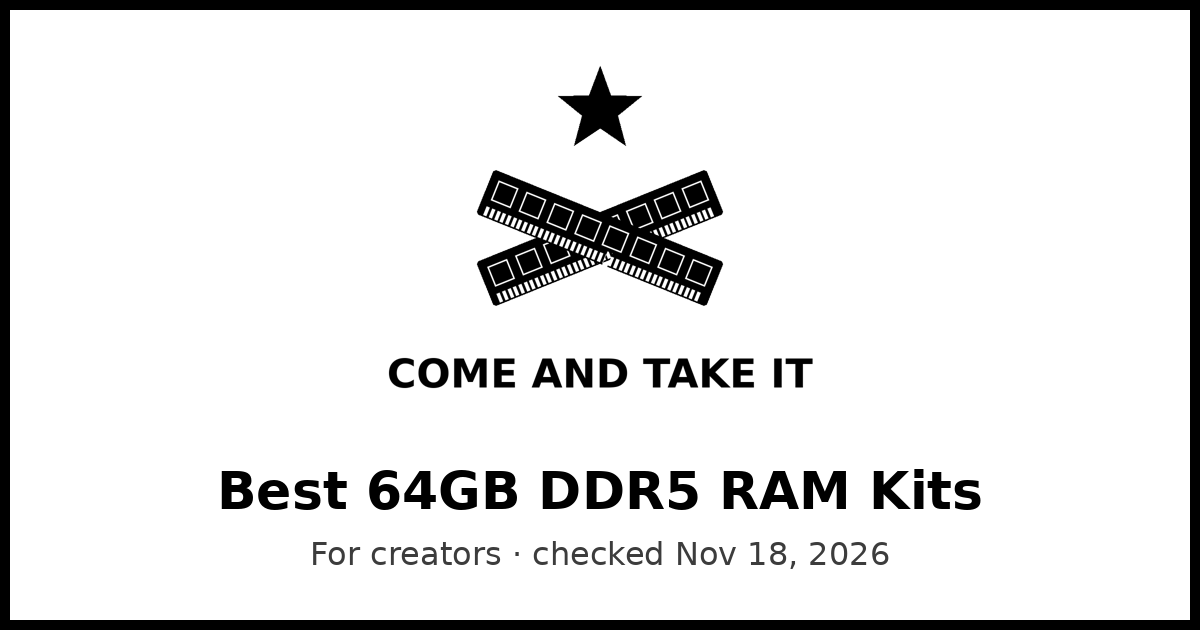 COME AND TAKE IT
Best 64GB DDR5 RAM Kits
For creators · checked Nov 18, 2026